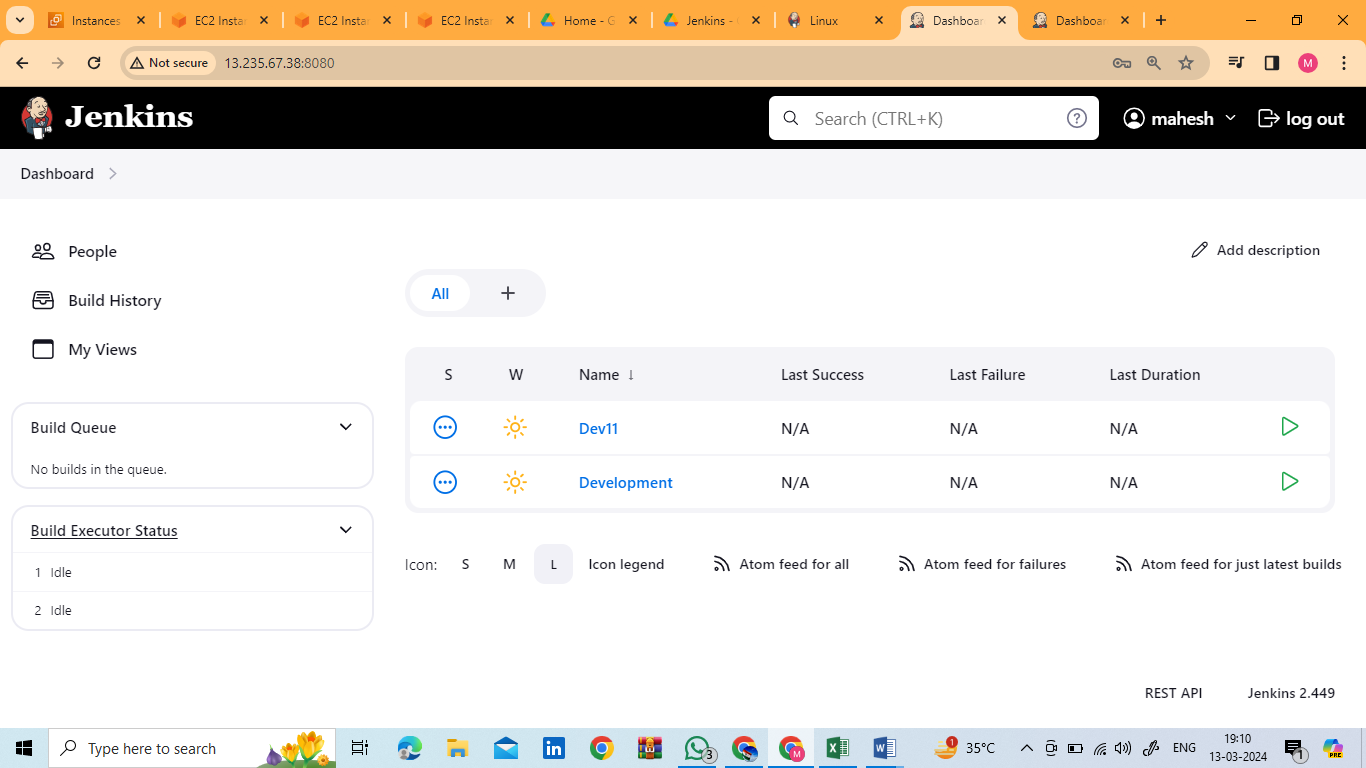 Instances
EC2 Instan
EC2 Instan
EC2 Instan
Home - G
Jenkins - G
Linux
Dashboar
Dashboar
Not secure
13.235.67.38:8080
M
Jenkins
Search (CTRL+K)
?
mahesh
log out
Dashboard
People
Build History
My Views
Add description
All
+
S W Name ↓ Last Success Last Failure Last Duration
Dev11 N/A N/A N/A
Development N/A N/A N/A
Build Queue
No builds in the queue.
Build Executor Status
1 Idle
2 Idle
Icon: S M L Icon legend Atom feed for all Atom feed for failures Atom feed for just latest builds
REST API Jenkins 2.449
Type here to search
3
M
1
35°C
ENG
19:10
13-03-2024
1
PRE